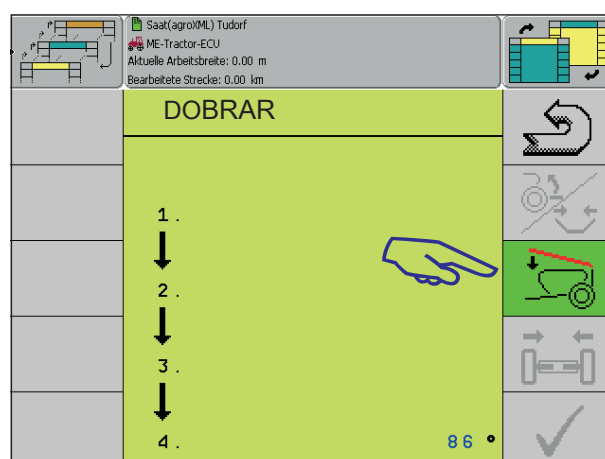 Saat(agroXML) Tudorf
ME-Tractor-ECU
Aktuelle Arbeitsbreite: 0.00 m
Bearbeitete Strecke: 0.00 km
DOBRAR
1.
2.
3.
4.
86 °